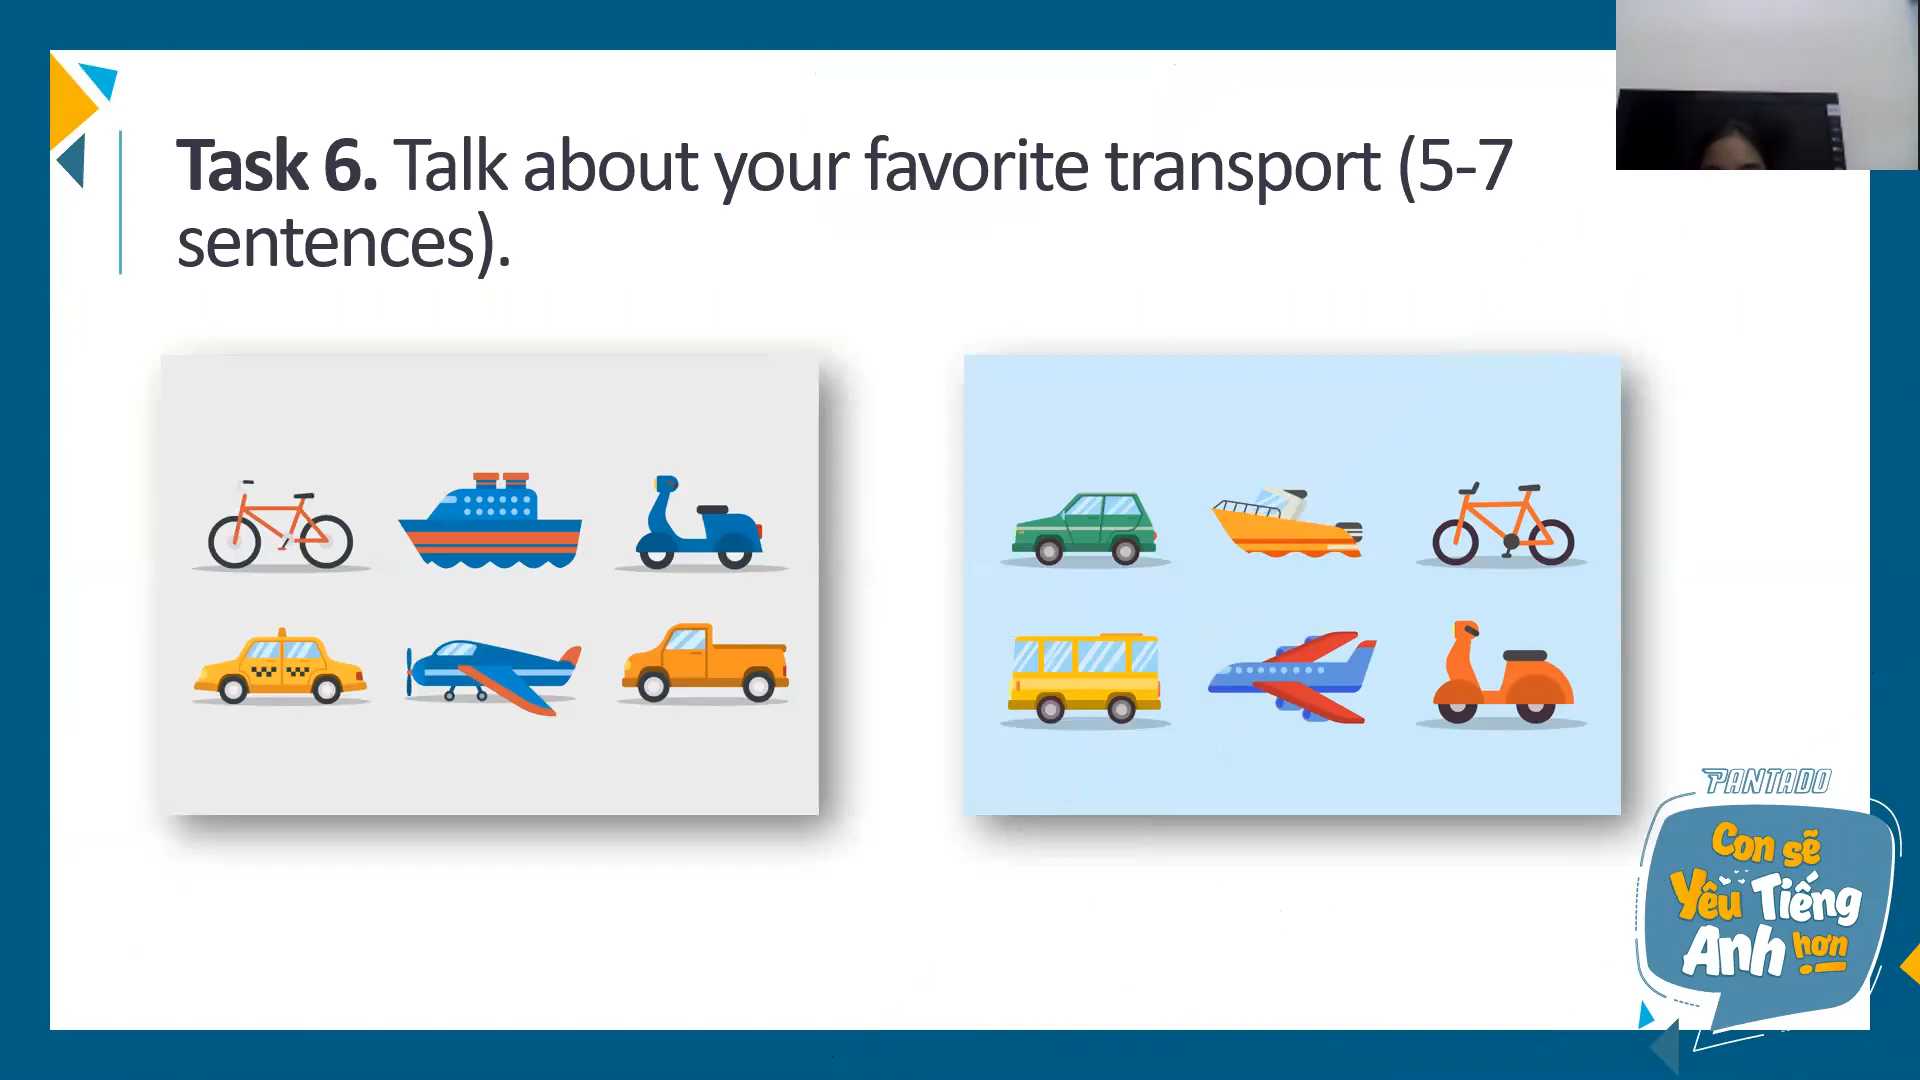 Task 6. Talk about your favorite transport (5-7
sentences).
PANTADO
Con sẽ
Yêu Tiếng
Anh hơn